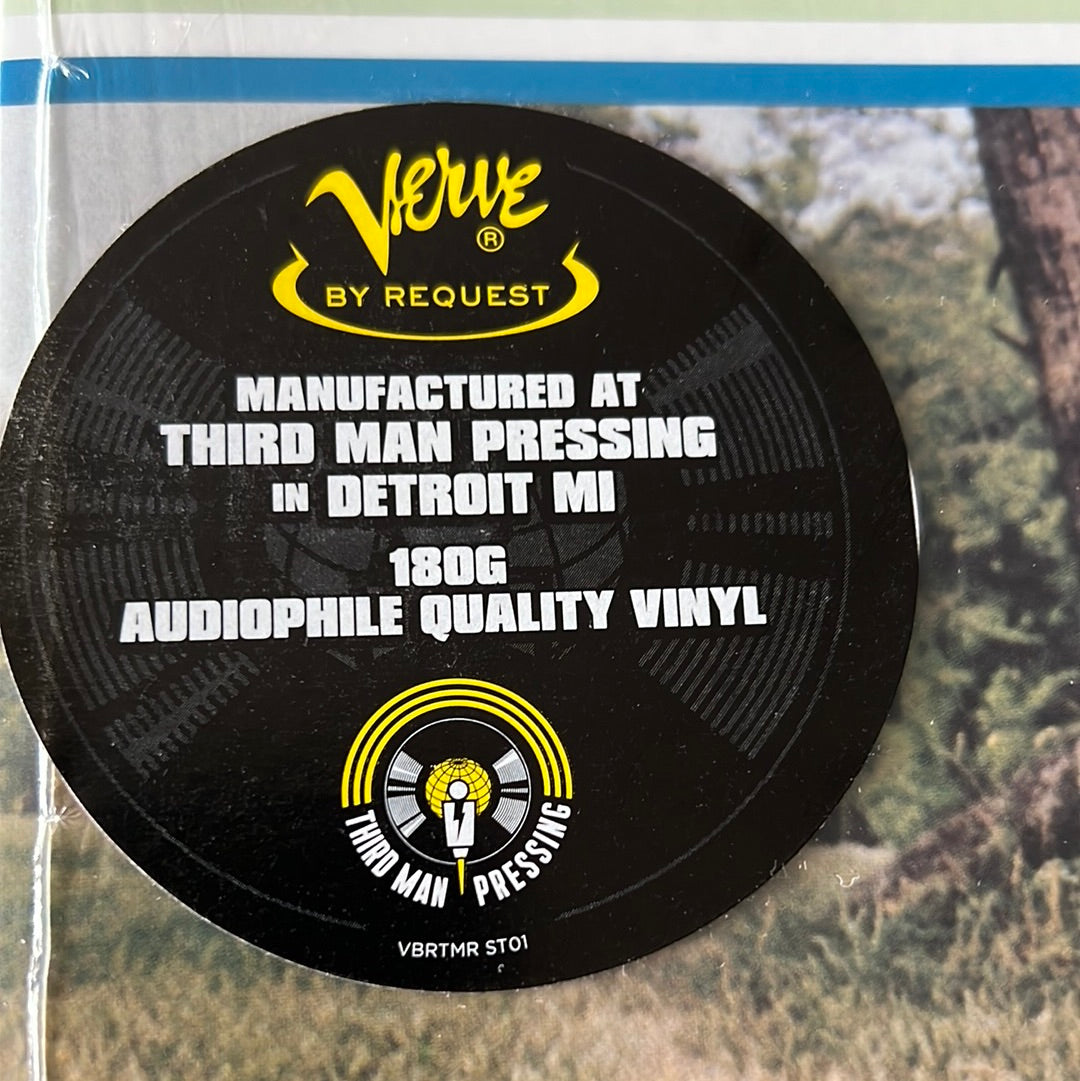 Verve
®
BY REQUEST
MANUFACTURED AT
THIRD MAN PRESSING
IN DETROIT MI
180G
AUDIOPHILE QUALITY VINYL
THIRD MAN PRESSING
VBRTMR ST01